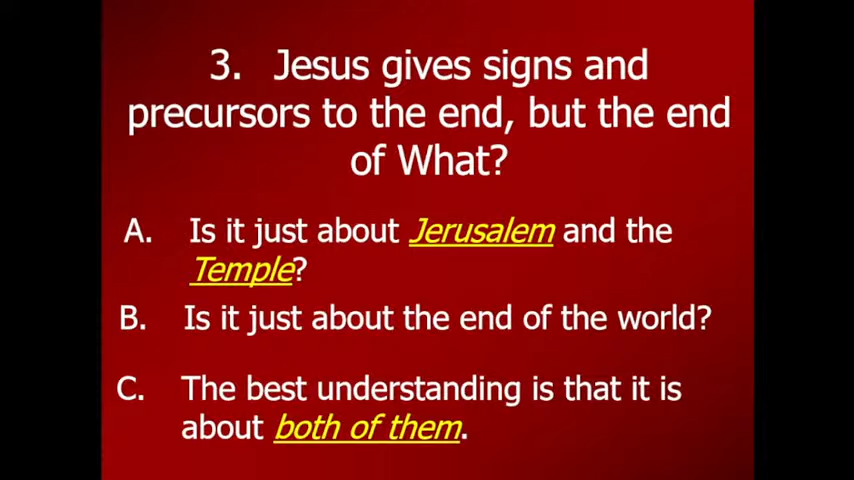 3. Jesus gives signs and
precursors to the end, but the end
of What?
A. Is it just about Jerusalem and the
Temple?
B. Is it just about the end of the world?
C. The best understanding is that it is
about both of them.